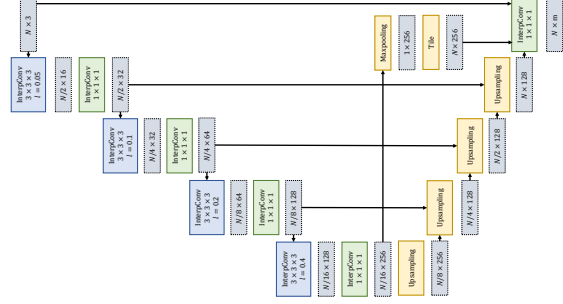 N × 3
Maxpooling
1 × 256
Tile
N × 256
InterpConv
1 × 1 × 1
N × m
InterpConv
3 × 3 × 3
l = 0.05
N/2 × 16
InterpConv
1 × 1 × 1
N/2 × 32
Upsampling
N × 128
InterpConv
3 × 3 × 3
l = 0.1
N/4 × 32
InterpConv
1 × 1 × 1
N/4 × 64
Upsampling
N/2 × 128
InterpConv
3 × 3 × 3
l = 0.2
N/8 × 64
InterpConv
1 × 1 × 1
N/8 × 128
Upsampling
N/4 × 128
InterpConv
3 × 3 × 3
l = 0.4
N/16 × 128
InterpConv
1 × 1 × 1
N/16 × 256
Upsampling
N/8 × 256